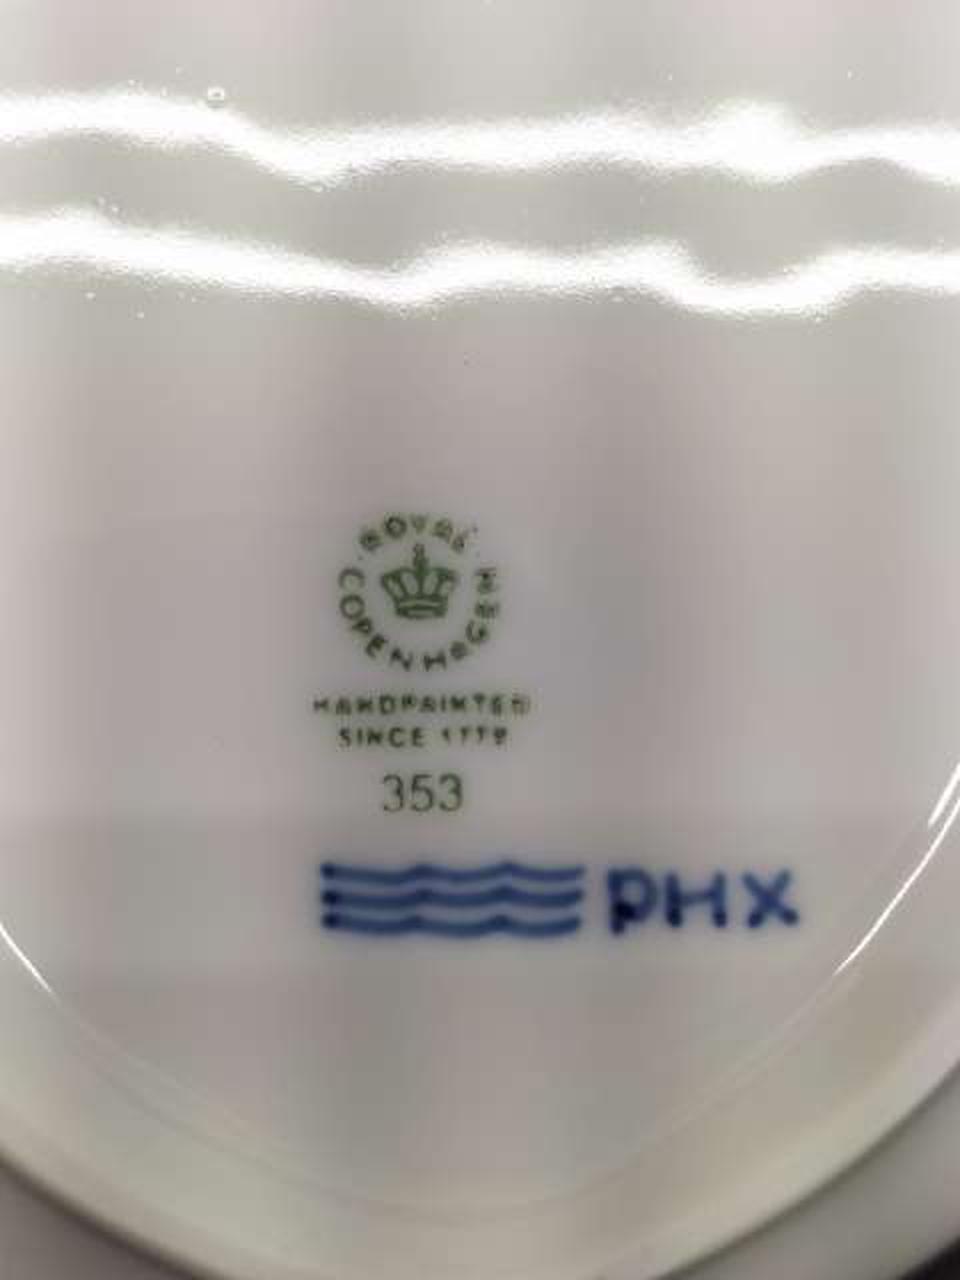 ROYAL COPENHAGEN
HANDPAINTED
SINCE 1779
353
PHX